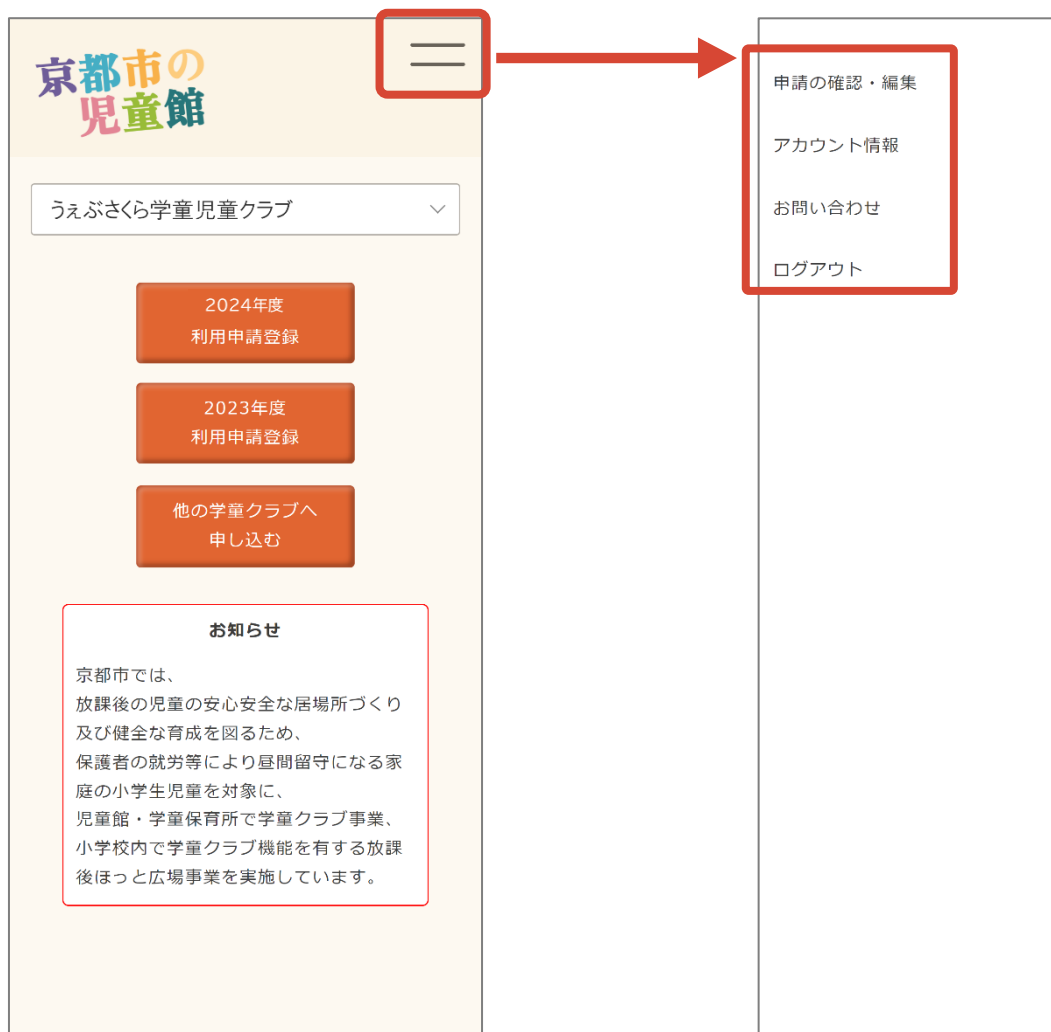 京都市の
児童館
うぇぶさくら学童児童クラブ
2024年度
利用申請登録
2023年度
利用申請登録
他の学童クラブへ
申し込む
お知らせ
京都市では、
放課後の児童の安心安全な居場所づくり
及び健全な育成を図るため、
保護者の就労等により昼間留守になる家
庭の小学生児童を対象に、
児童館・学童保育所で学童クラブ事業、
小学校内で学童クラブ機能を有する放課
後ほっと広場事業を実施しています。
申請の確認・編集
アカウント情報
お問い合わせ
ログアウト